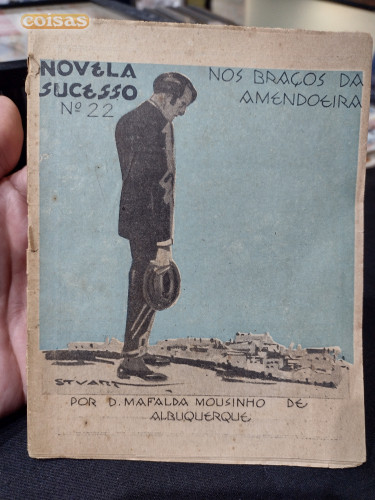 coisas
NOVELA
SUCESSO
Nº 22
NOS BRAÇOS DA
AMENDOEIRA
STUART
POR D. MAFALDA MOUSINHO DE
ALBUQUERQUE